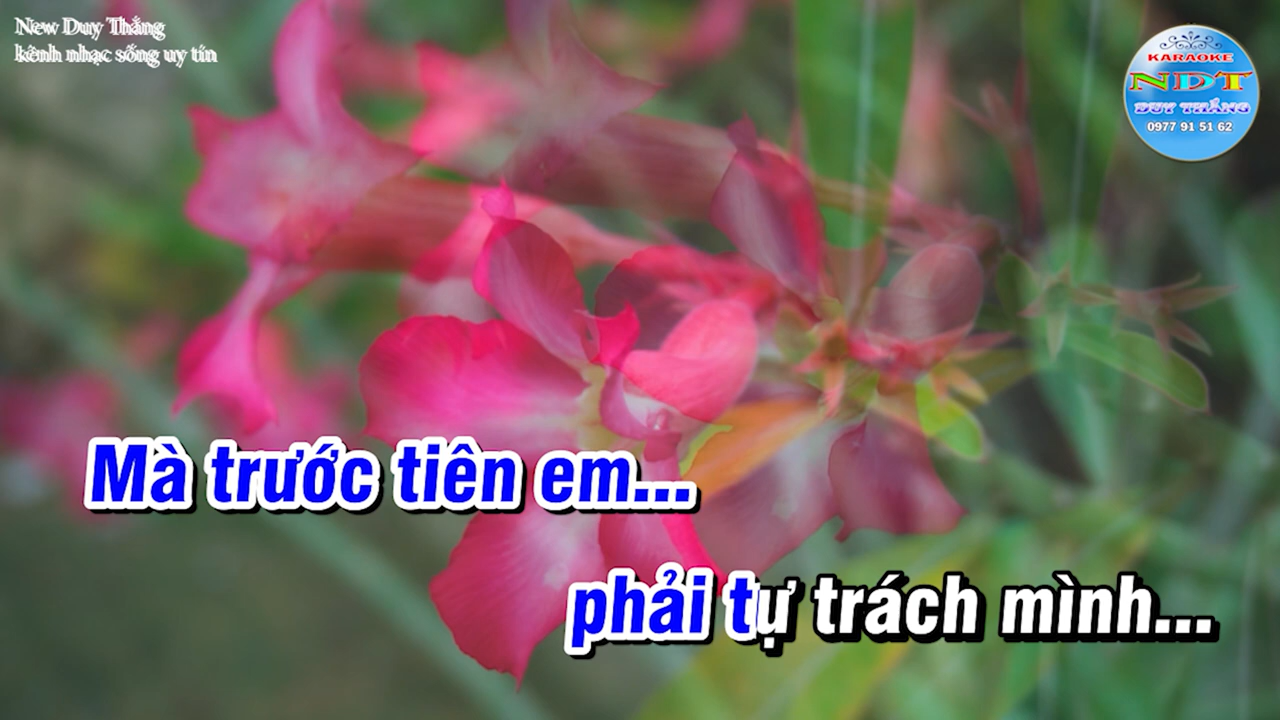 New Duy Thắng
kênh nhạc sống uy tín
KARAOKE
NDT
DUY THẮNG
0977 91 51 62
Mà trước tiên em...
phải tự trách mình...